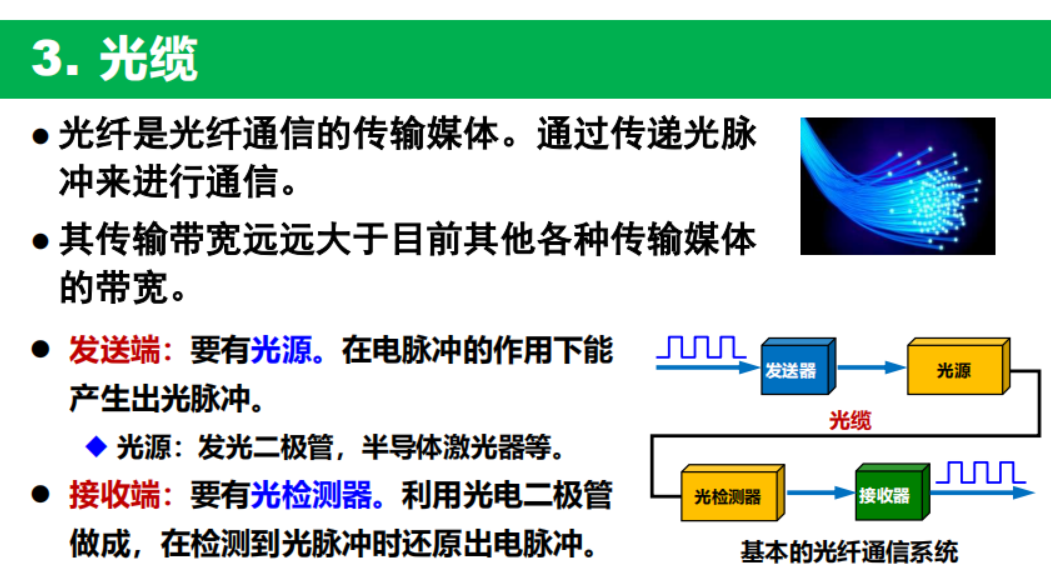 3. 光缆
● 光纤是光纤通信的传输媒体。通过传递光脉
冲来进行通信。
● 其传输带宽远远大于目前其他各种传输媒体
的带宽。
● 发送端：要有光源。在电脉冲的作用下能
产生出光脉冲。
◆ 光源：发光二极管，半导体激光器等。
● 接收端：要有光检测器。利用光电二极管
做成，在检测到光脉冲时还原出电脉冲。
发送器
光源
光缆
光检测器
接收器
基本的光纤通信系统